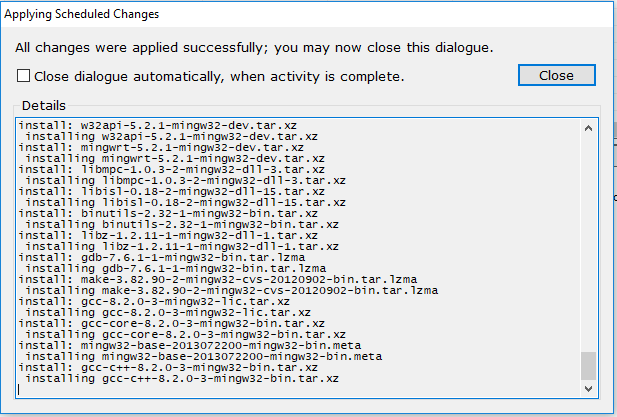 Applying Scheduled Changes
All changes were applied successfully; you may now close this dialogue.
Close dialogue automatically, when activity is complete.
Close
Details
install: w32api-5.2.1-mingw32-dev.tar.xz
installing w32api-5.2.1-mingw32-dev.tar.xz
install: mingwrt-5.2.1-mingw32-dev.tar.xz
installing mingwrt-5.2.1-mingw32-dev.tar.xz
install: libmpc-1.0.3-2-mingw32-dll-3.tar.xz
installing libmpc-1.0.3-2-mingw32-dll-3.tar.xz
install: libisl-0.18-2-mingw32-dll-15.tar.xz
installing libisl-0.18-2-mingw32-dll-15.tar.xz
install: binutils-2.32-1-mingw32-bin.tar.xz
installing binutils-2.32-1-mingw32-bin.tar.xz
install: libz-1.2.11-1-mingw32-dll-1.tar.xz
installing libz-1.2.11-1-mingw32-dll-1.tar.xz
install: gdb-7.6.1-1-mingw32-bin.tar.lzma
installing gdb-7.6.1-1-mingw32-bin.tar.lzma
install: make-3.82.90-2-mingw32-cvs-20120902-bin.tar.lzma
installing make-3.82.90-2-mingw32-cvs-20120902-bin.tar.lzma
install: gcc-8.2.0-3-mingw32-lic.tar.xz
installing gcc-8.2.0-3-mingw32-lic.tar.xz
install: gcc-core-8.2.0-3-mingw32-bin.tar.xz
installing gcc-core-8.2.0-3-mingw32-bin.tar.xz
install: mingw32-base-2013072200-mingw32-bin.meta
installing mingw32-base-2013072200-mingw32-bin.meta
install: gcc-c++-8.2.0-3-mingw32-bin.tar.xz
installing gcc-c++-8.2.0-3-mingw32-bin.tar.xz